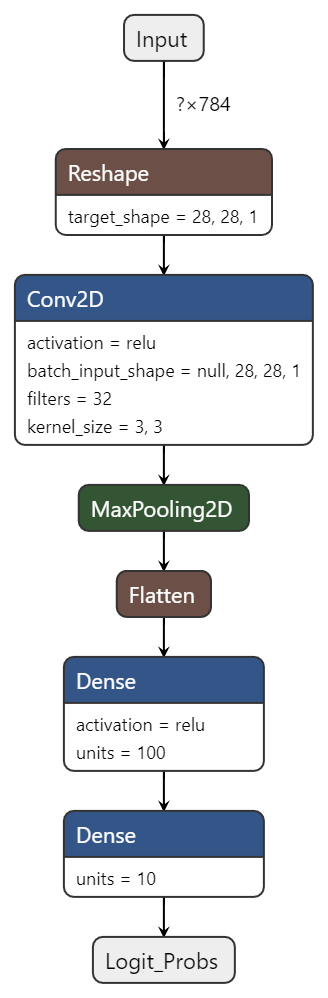 Input
?×784
Reshape
target_shape = 28, 28, 1
Conv2D
activation = relu
batch_input_shape = null, 28, 28, 1
filters = 32
kernel_size = 3, 3
MaxPooling2D
Flatten
Dense
activation = relu
units = 100
Dense
units = 10
Logit_Probs